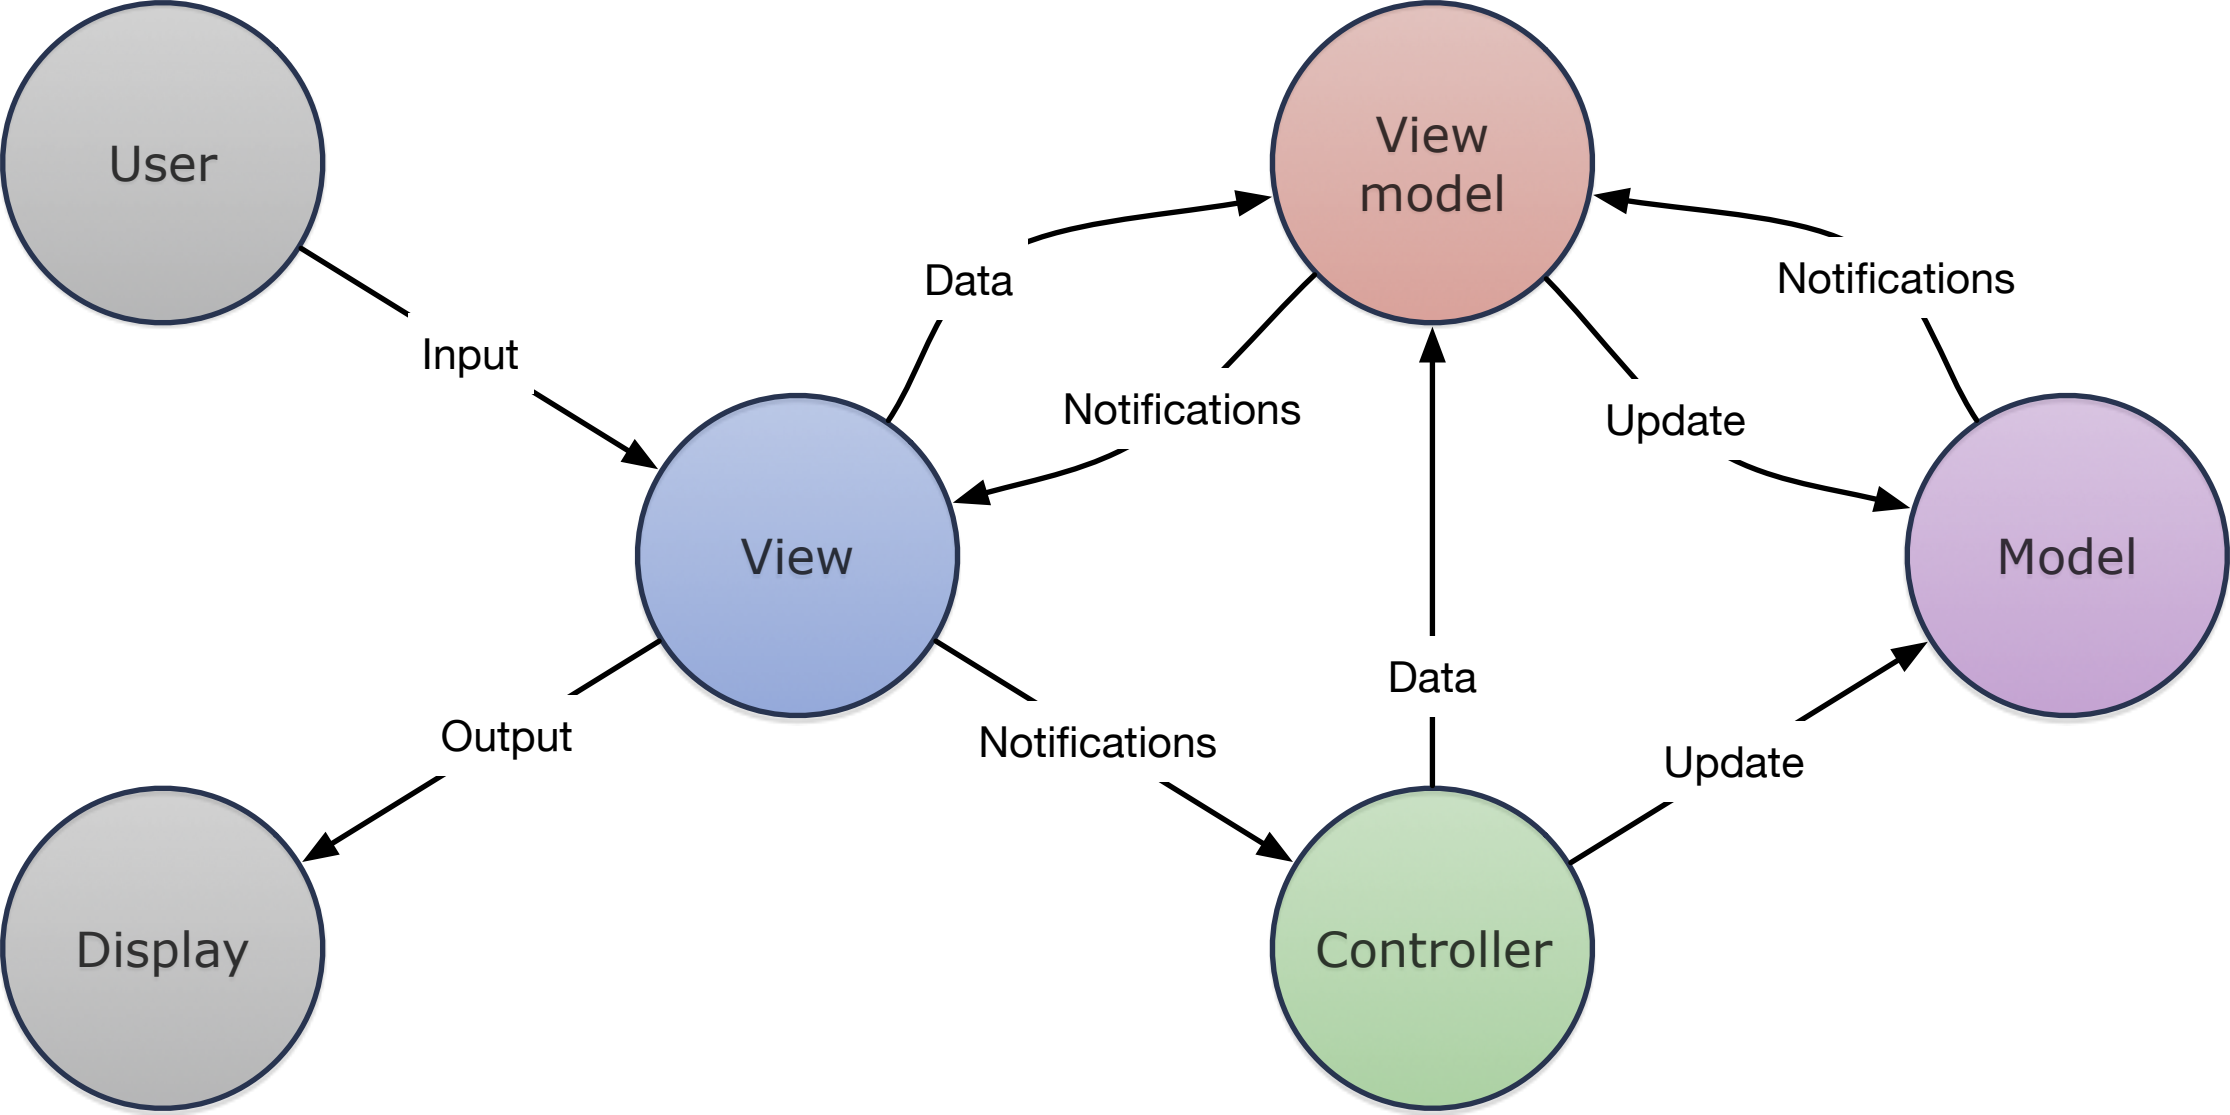 User
View
model
Data
Notifications
Input
Notifications
Update
View
Model
Data
Output
Notifications
Update
Display
Controller